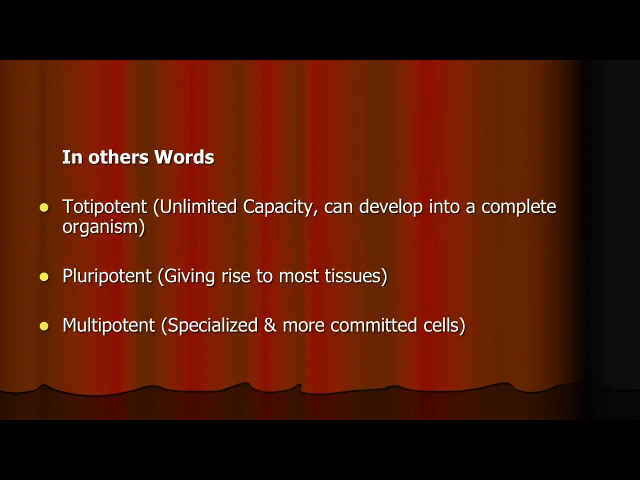 In others Words
Totipotent (Unlimited Capacity, can develop into a complete
organism)
Pluripotent (Giving rise to most tissues)
Multipotent (Specialized & more committed cells)